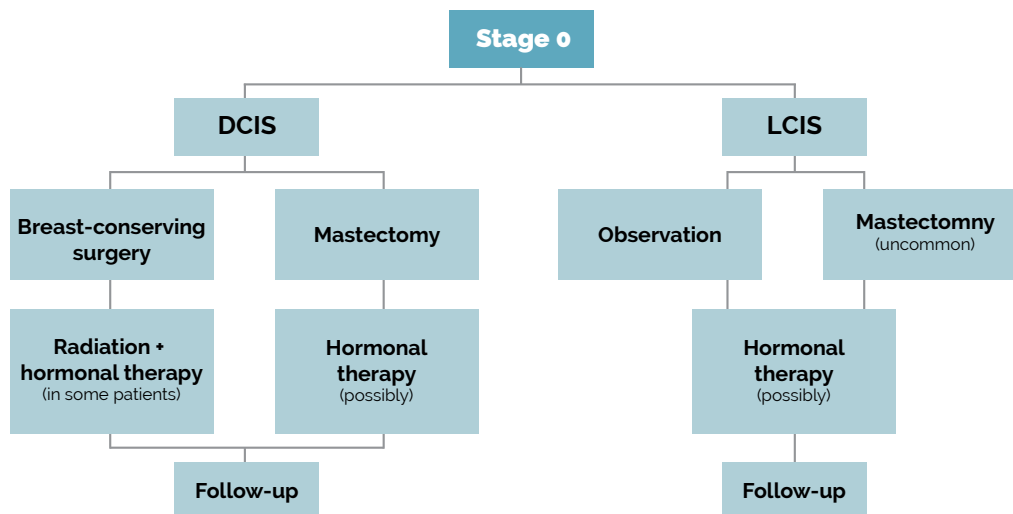 Stage 0
DCIS
LCIS
Breast-conserving
surgery
Mastectomy
Observation
Mastectomny
(uncommon)
Radiation +
hormonal therapy
(in some patients)
Hormonal
therapy
(possibly)
Hormonal
therapy
(possibly)
Follow-up
Follow-up